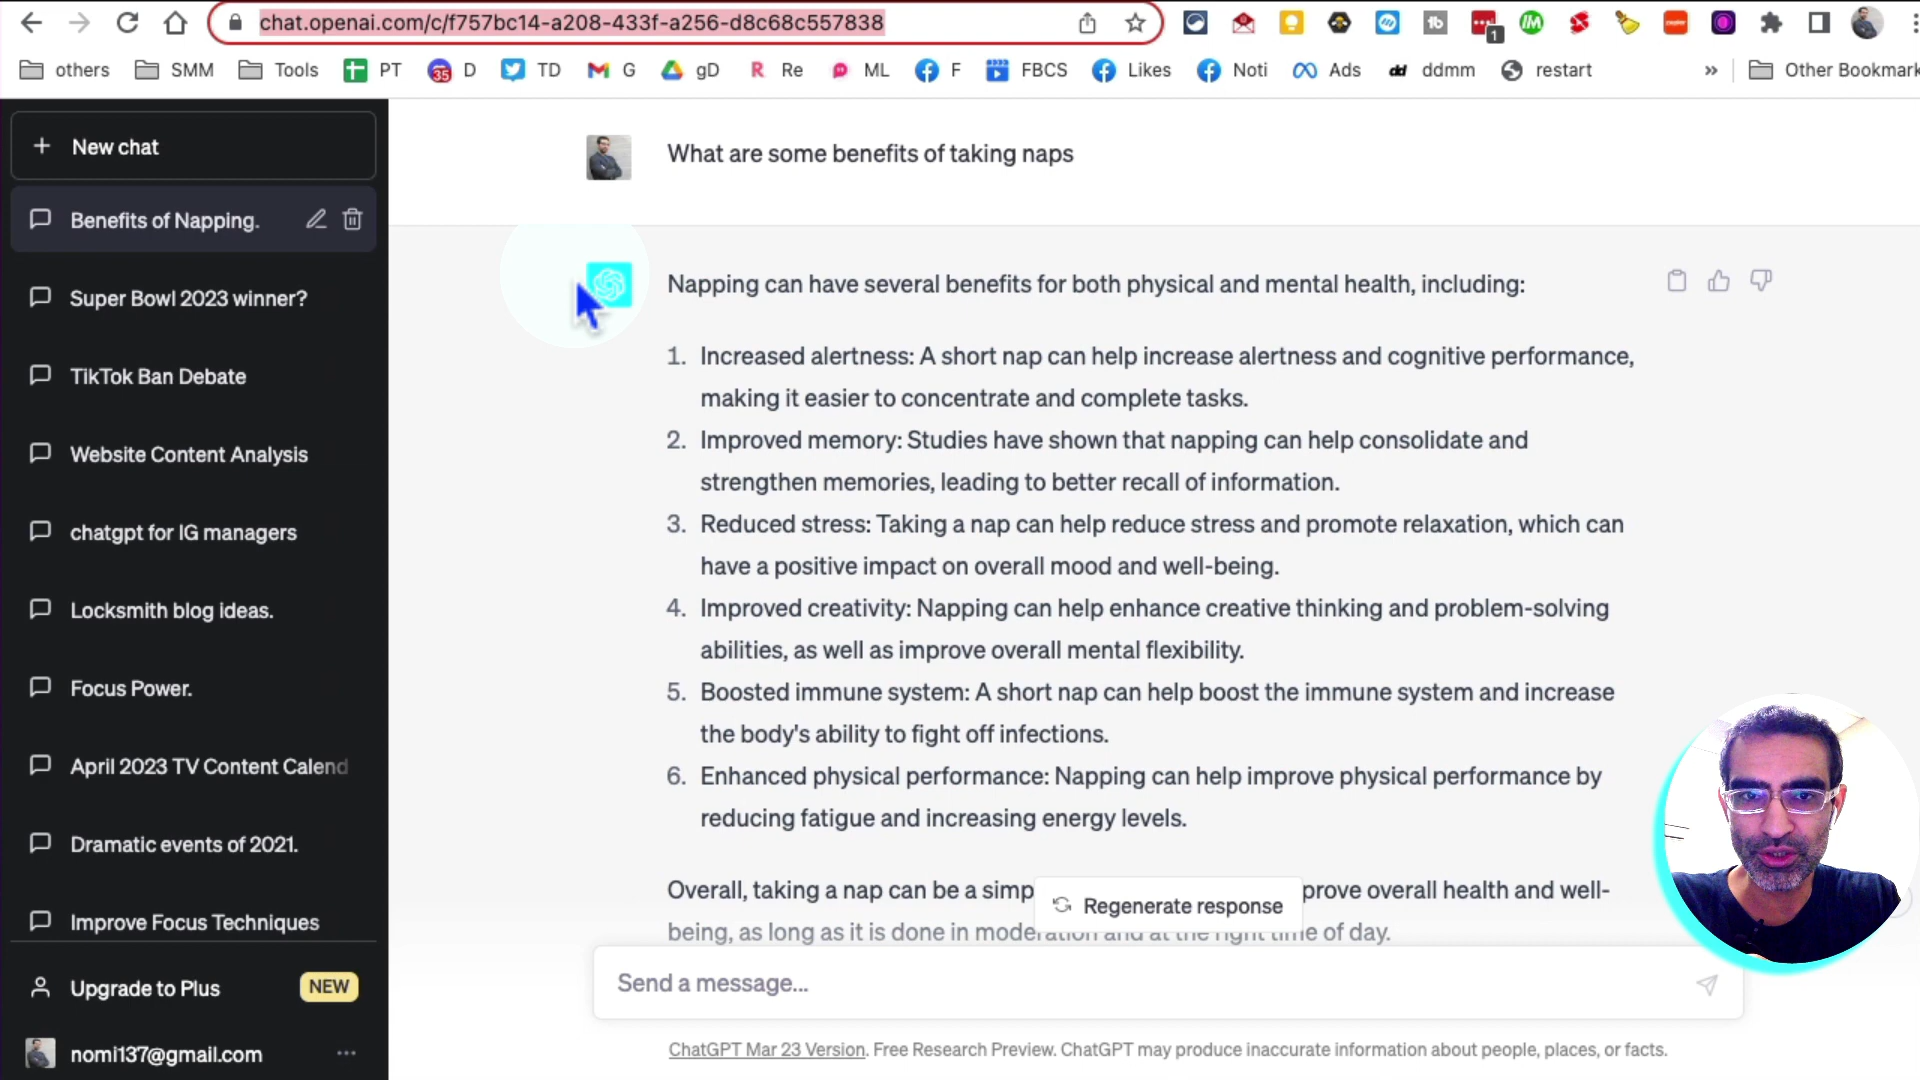 chat.openai.com/c/f757bc14-a208-433f-a256-d8c68c557838
1
others
SMM
Tools
PT
35
D
TD
G
gD
Re
ML
F
FBCS
Likes
Noti
Ads
dd
ddmm
restart
»
Other Bookmark
+ New chat
Benefits of Napping.
Super Bowl 2023 winner?
TikTok Ban Debate
Website Content Analysis
chatgpt for IG managers
Locksmith blog ideas.
Focus Power.
April 2023 TV Content Calend
Dramatic events of 2021.
Improve Focus Techniques
Upgrade to Plus
NEW
nomi137@gmail.com
What are some benefits of taking naps
Napping can have several benefits for both physical and mental health, including:
1. Increased alertness: A short nap can help increase alertness and cognitive performance,
making it easier to concentrate and complete tasks.
2. Improved memory: Studies have shown that napping can help consolidate and
strengthen memories, leading to better recall of information.
3. Reduced stress: Taking a nap can help reduce stress and promote relaxation, which can
have a positive impact on overall mood and well-being.
4. Improved creativity: Napping can help enhance creative thinking and problem-solving
abilities, as well as improve overall mental flexibility.
5. Boosted immune system: A short nap can help boost the immune system and increase
the body's ability to fight off infections.
6. Enhanced physical performance: Napping can help improve physical performance by
reducing fatigue and increasing energy levels.
Overall, taking a nap can be a simp prove overall health and well-
being, as long as it is done in moderation and at the right time of day.
Regenerate response
Send a message...
ChatGPT Mar 23 Version. Free Research Preview. ChatGPT may produce inaccurate information about people, places, or facts.